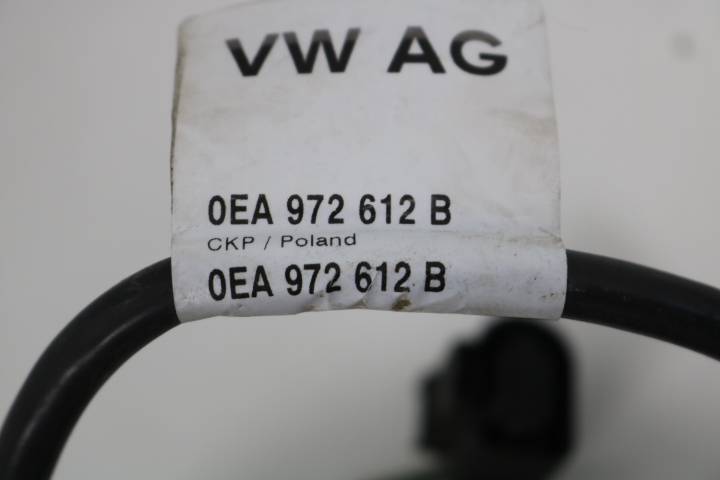 VW AG
0EA 972 612 B
CKP / Poland
0EA 972 612 B